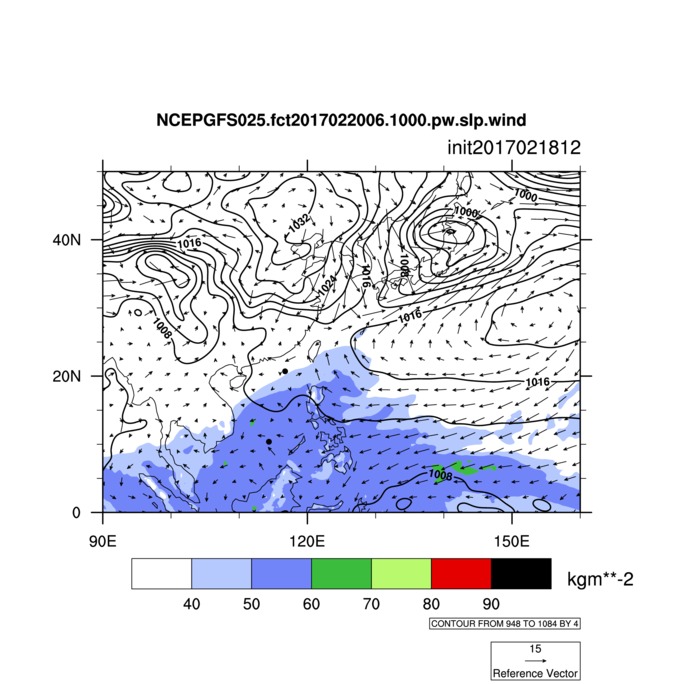 NCEPGFS025.fct2017022006.1000.pw.slp.wind
init2017021812
1000
1000
1032
40N
1016
1008
1016
1024
1008
1016
20N
1016
1008
0
90E 120E 150E
kgm**-2
40 50 60 70 80 90
CONTOUR FROM 948 TO 1084 BY 4
15
Reference Vector